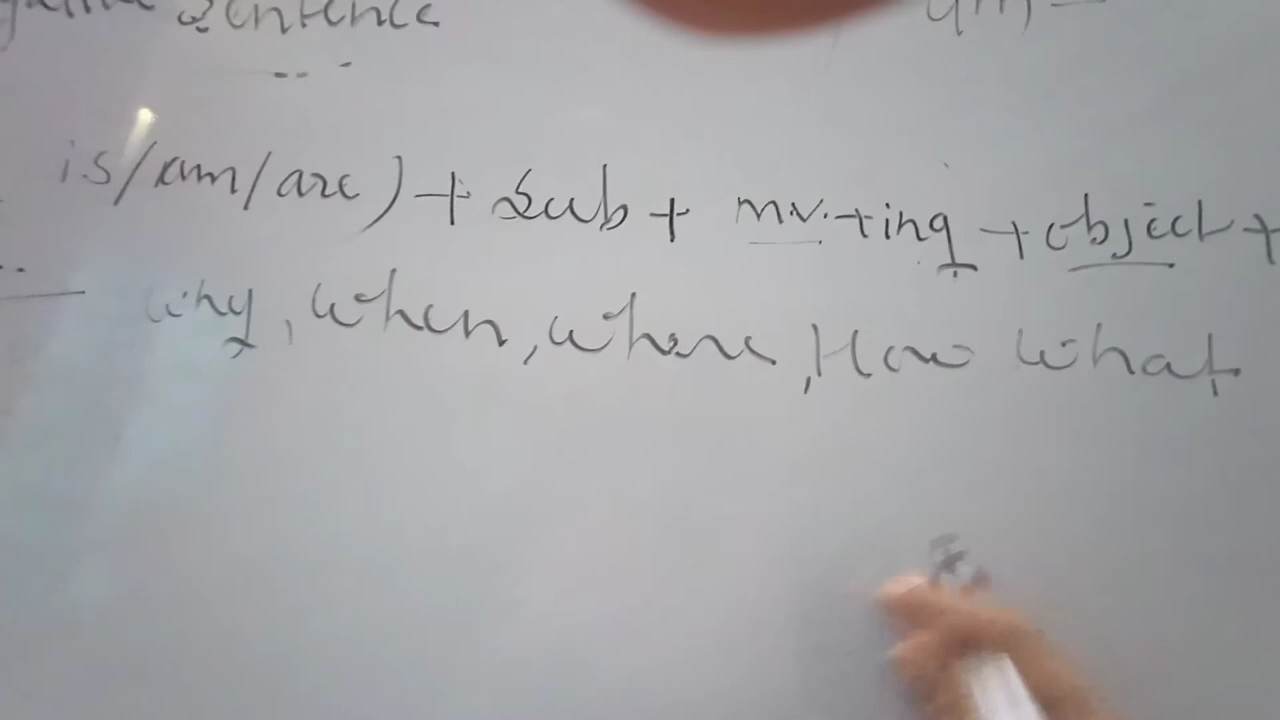 sentence
is/am/are) + Sub + mv.+ing + object +
why, when, where, How what